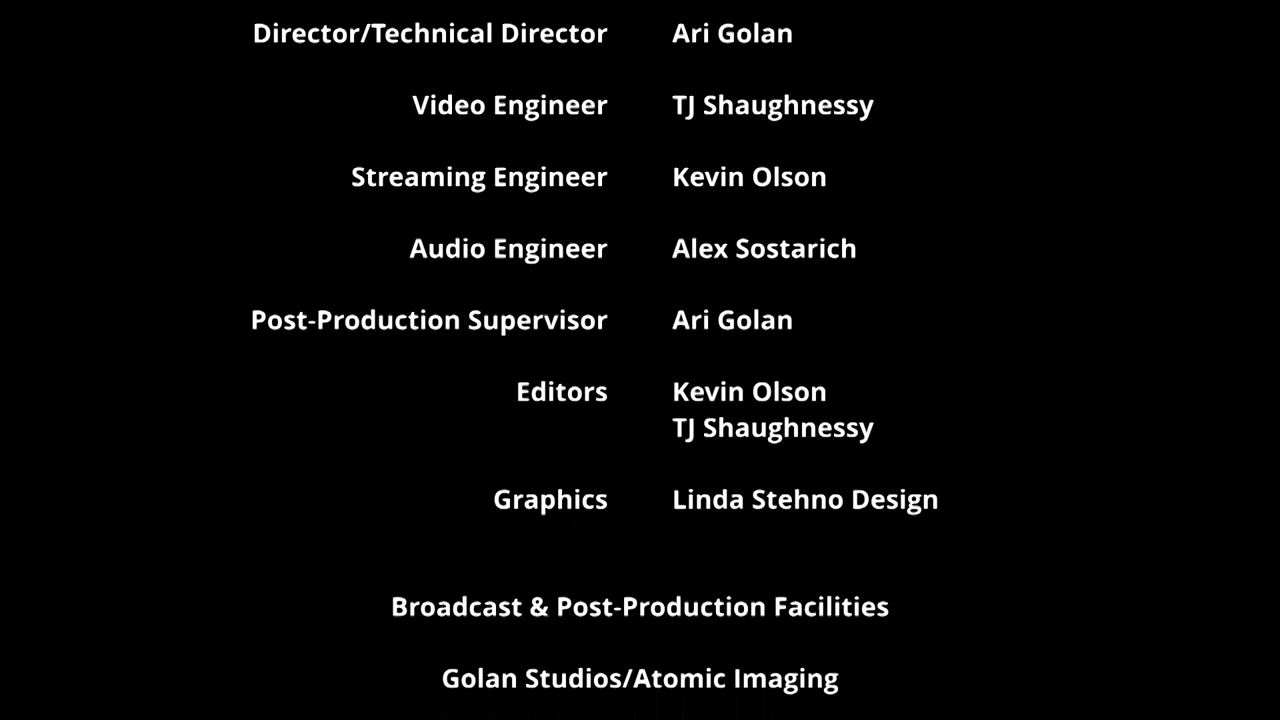 Director/Technical Director Ari Golan
Video Engineer TJ Shaughnessy
Streaming Engineer Kevin Olson
Audio Engineer Alex Sostarich
Post-Production Supervisor Ari Golan
Editors Kevin Olson
TJ Shaughnessy
Graphics Linda Stehno Design
Broadcast & Post-Production Facilities
Golan Studios/Atomic Imaging